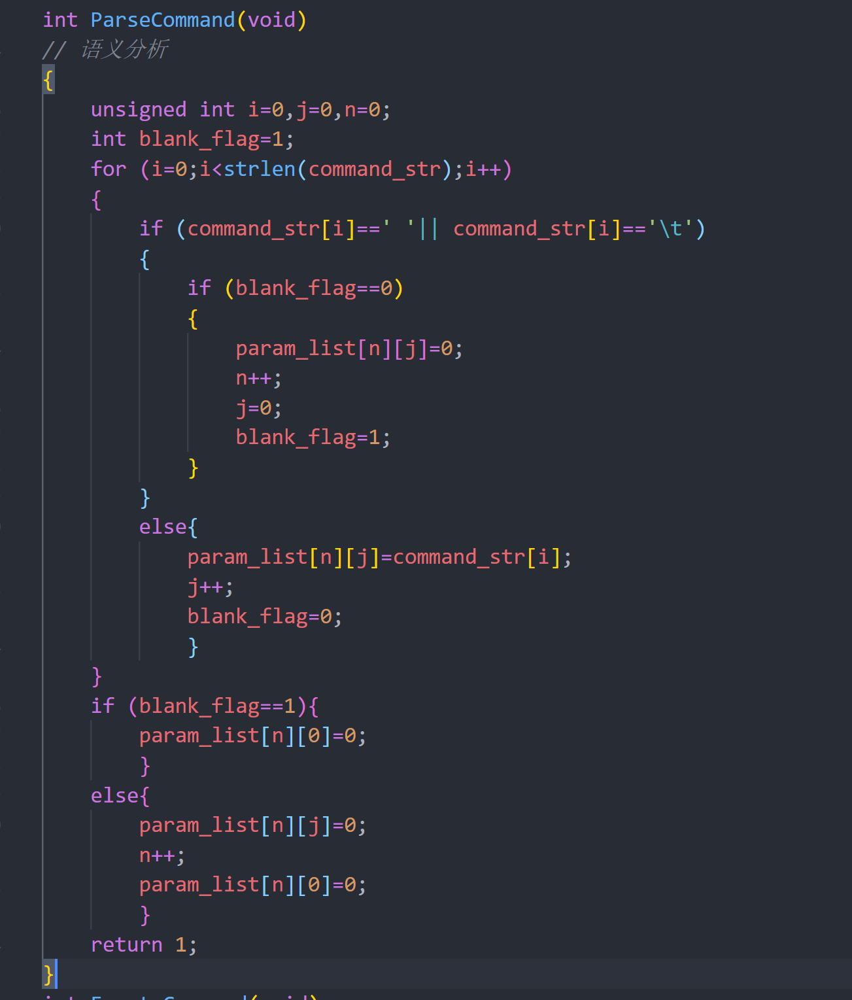 int ParseCommand(void)
// 语义分析
{
    unsigned int i=0,j=0,n=0;
    int blank_flag=1;
    for (i=0;i<strlen(command_str);i++)
    {
        if (command_str[i]==' '|| command_str[i]=='\t')
        {
            if (blank_flag==0)
            {
                param_list[n][j]=0;
                n++;
                j=0;
                blank_flag=1;
            }
        }
        else{
            param_list[n][j]=command_str[i];
            j++;
            blank_flag=0;
            }
    }
    if (blank_flag==1){
        param_list[n][0]=0;
        }
    else{
        param_list[n][j]=0;
        n++;
        param_list[n][0]=0;
        }
    return 1;
}